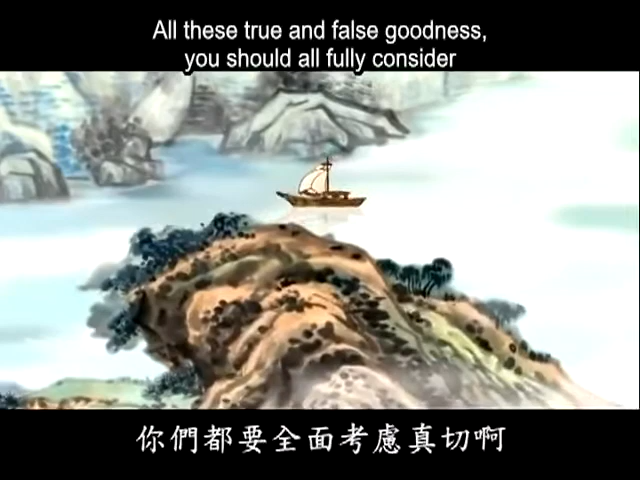 All these true and false goodness,
you should all fully consider
你們都要全面考慮真切啊